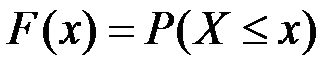 F(x) = P(X ≤ x)